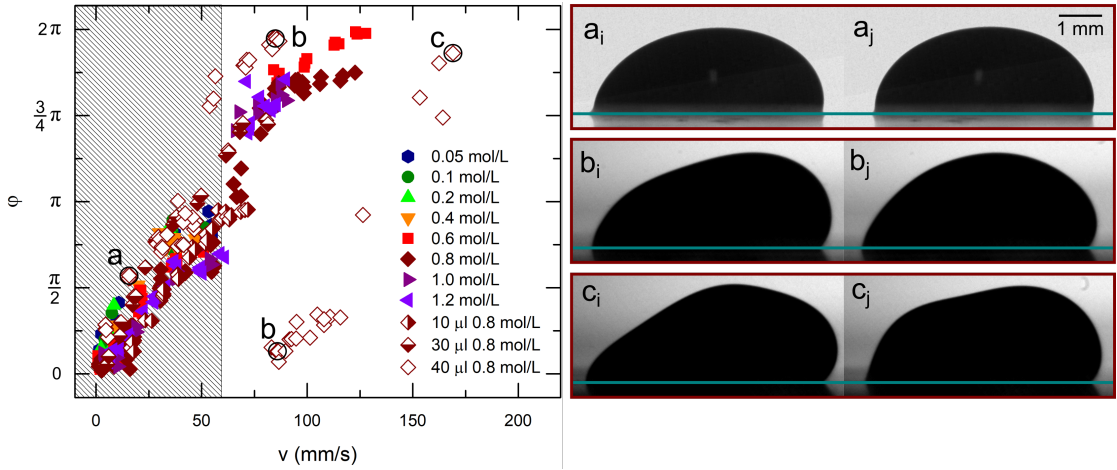 2 π
3/4 π
π
π/2
0
φ
0
50
100
150
200
v (mm/s)
a
b
c
b
0.05 mol/L
0.1 mol/L
0.2 mol/L
0.4 mol/L
0.6 mol/L
0.8 mol/L
1.0 mol/L
1.2 mol/L
10 μl 0.8 mol/L
30 μl 0.8 mol/L
40 μl 0.8 mol/L
ai
aj
1 mm
bi
bj
ci
cj